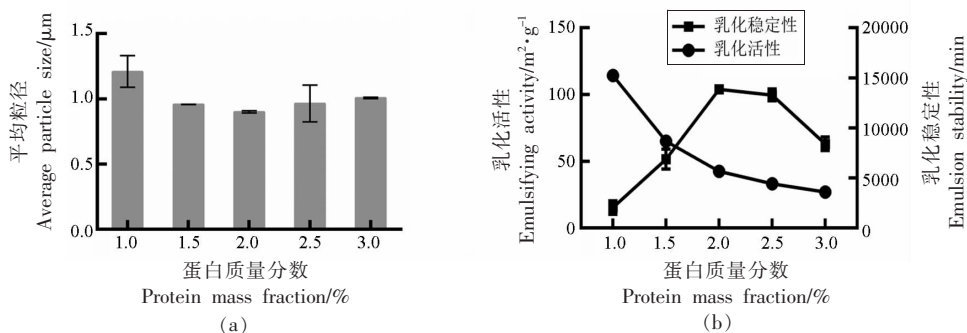 平均粒径
Average particle size/μm
1.5
1.0
0.5
0.0
1.0
1.5
2.0
2.5
3.0
蛋白质量分数
Protein mass fraction/%
(a)
乳化活性
Emulsifying activity/m²·g⁻¹
150
100
50
0
乳化稳定性
乳化活性
20000
15000
10000
5000
0
乳化稳定性
Emulsion stability/min
1.0
1.5
2.0
2.5
3.0
蛋白质量分数
Protein mass fraction/%
(b)